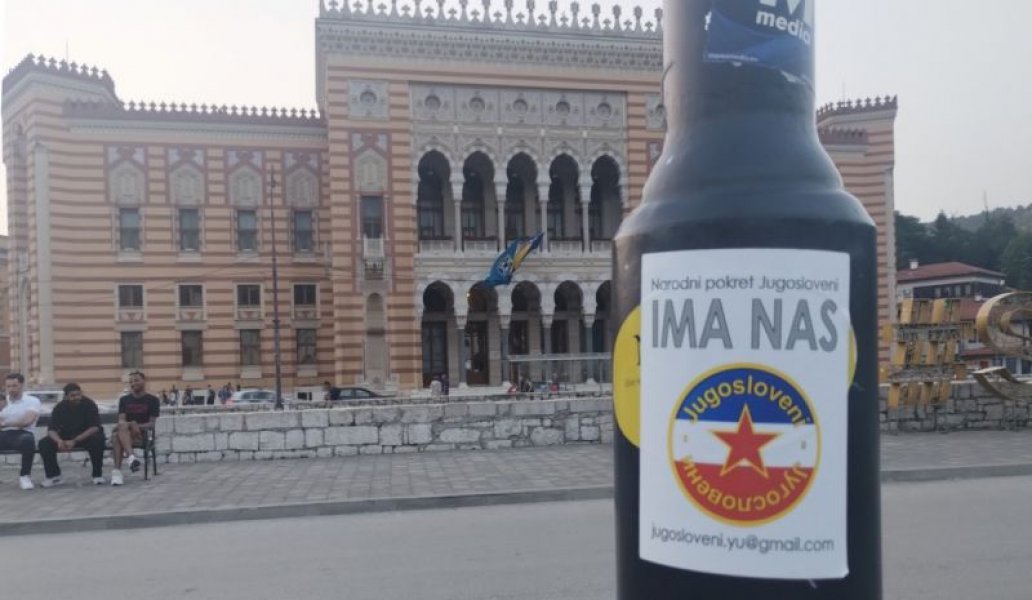 media
Narodni pokret Jugosloveni
IMA NAS
Jugosloveni
Југословени
jugosloveni.yu@gmail.com